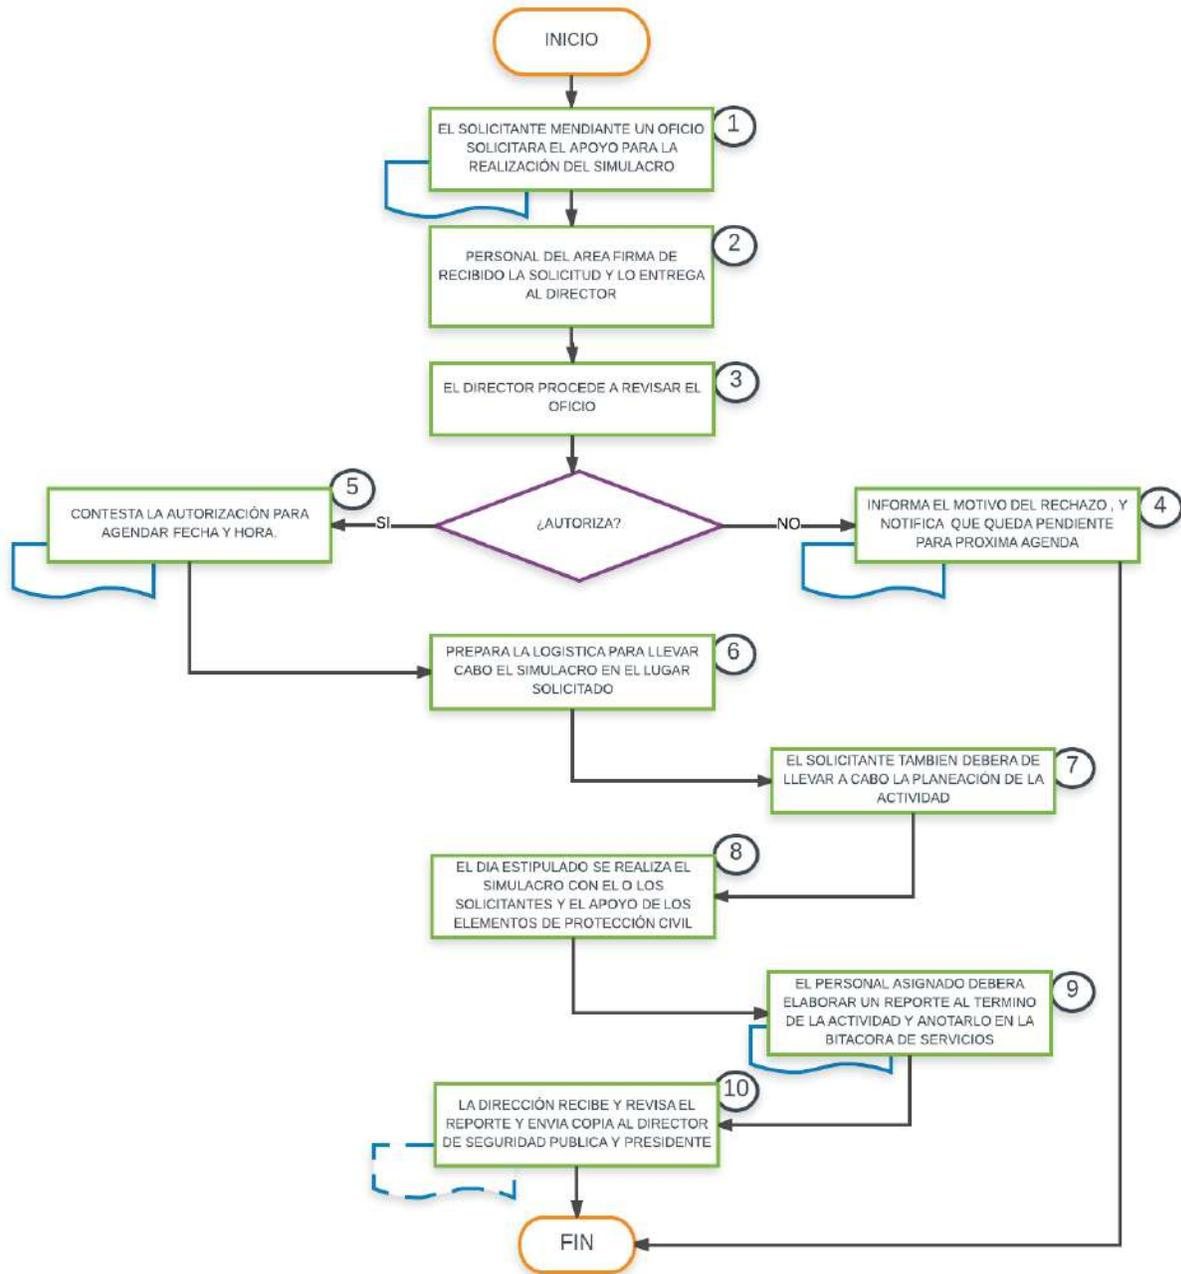 INICIO
1
EL SOLICITANTE MENDIANTE UN OFICIO
SOLICITARA EL APOYO PARA LA
REALIZACIÓN DEL SIMULACRO
2
PERSONAL DEL AREA FIRMA DE
RECIBIDO LA SOLICITUD Y LO ENTREGA
AL DIRECTOR
3
EL DIRECTOR PROCEDE A REVISAR EL
OFICIO
¿AUTORIZA?
NO
4
INFORMA EL MOTIVO DEL RECHAZO , Y
NOTIFICA QUE QUEDA PENDIENTE
PARA PROXIMA AGENDA
SI
5
CONTESTA LA AUTORIZACIÓN PARA
AGENDAR FECHA Y HORA.
6
PREPARA LA LOGISTICA PARA LLEVAR
CABO EL SIMULACRO EN EL LUGAR
SOLICITADO
7
EL SOLICITANTE TAMBIEN DEBERA DE
LLEVAR A CABO LA PLANEACIÓN DE LA
ACTIVIDAD
8
EL DIA ESTIPULADO SE REALIZA EL
SIMULACRO CON EL O LOS
SOLICITANTES Y EL APOYO DE LOS
ELEMENTOS DE PROTECCIÓN CIVIL
9
EL PERSONAL ASIGNADO DEBERA
ELABORAR UN REPORTE AL TERMINO
DE LA ACTIVIDAD Y ANOTARLO EN LA
BITACORA DE SERVICIOS
10
LA DIRECCIÓN RECIBE Y REVISA EL
REPORTE Y ENVIA COPIA AL DIRECTOR
DE SEGURIDAD PUBLICA Y PRESIDENTE
FIN